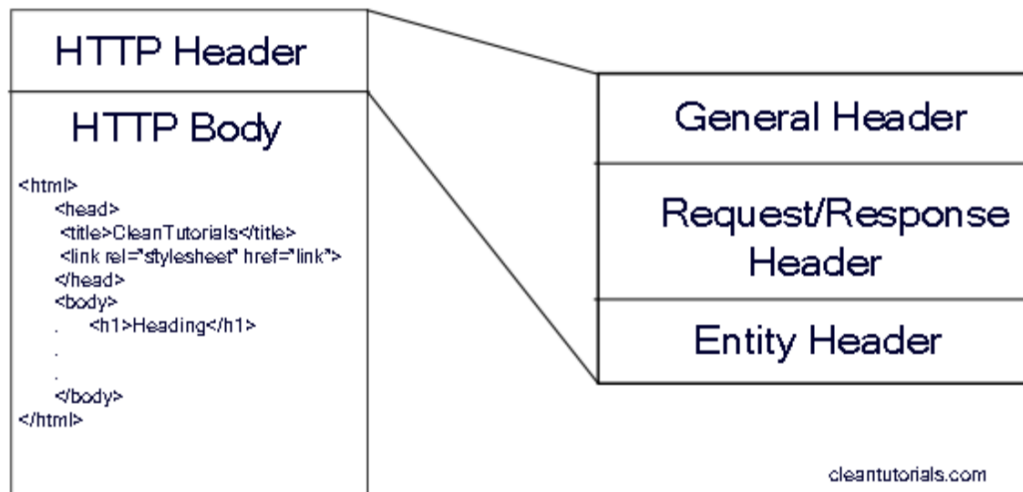 HTTP Header
HTTP Body
<html>
<head>
<title>CleanTutorials</title>
<link rel="stylesheet" href="link">
</head>
<body>
. <h1>Heading</h1>
.
.
</body>
</html>
General Header
Request/Response
Header
Entity Header
cleantutorials.com